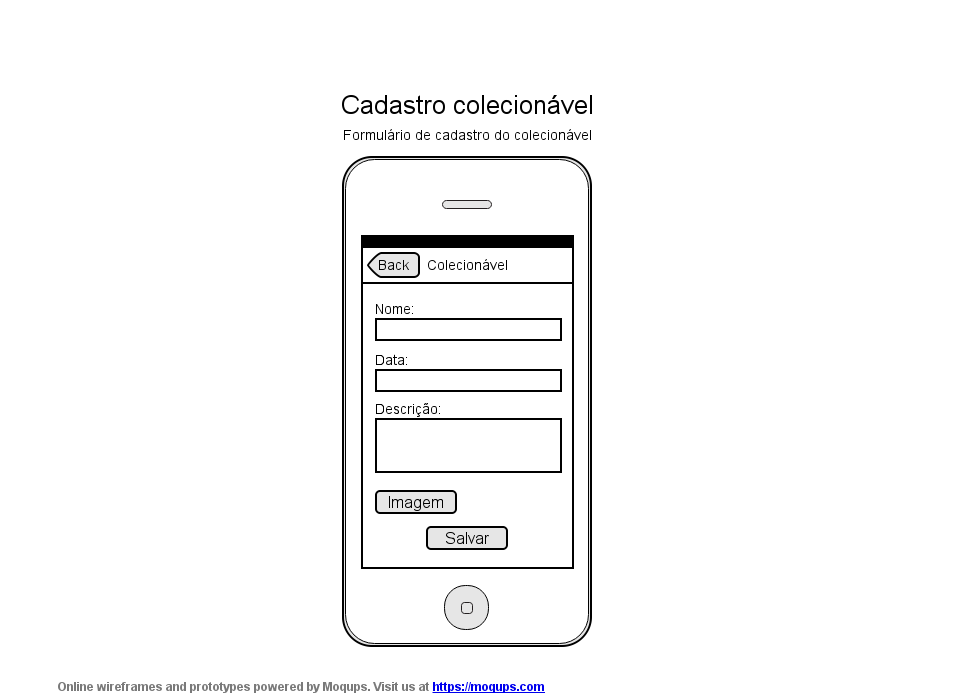 Cadastro colecionável
Formulário de cadastro do colecionável
Back Colecionável
Nome:
Data:
Descrição:
Imagem
Salvar
Online wireframes and prototypes powered by Moqups. Visit us at https://moqups.com